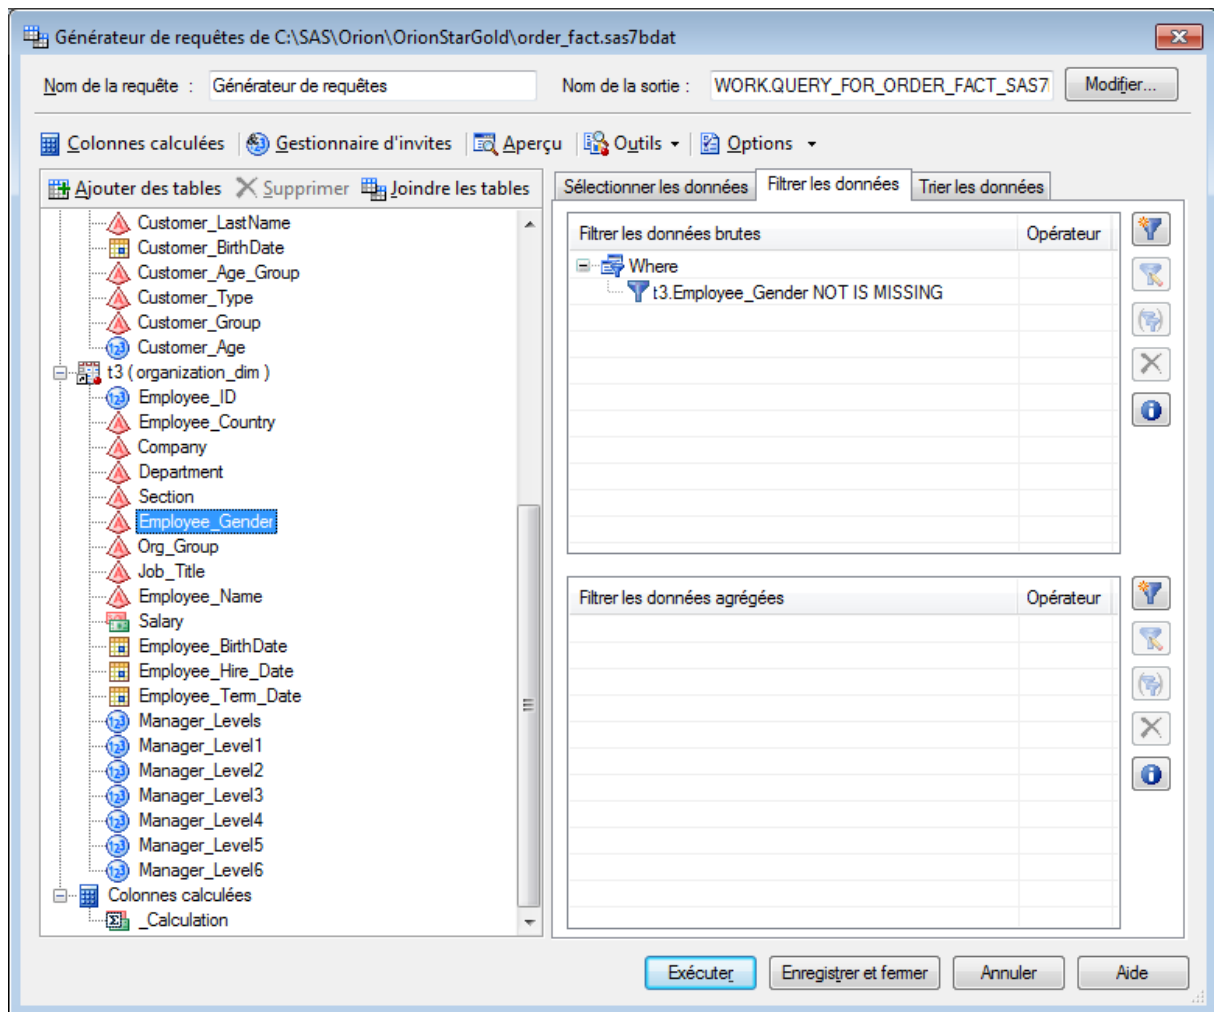 Générateur de requêtes de C:\SAS\Orion\OrionStarGold\order_fact.sas7bdat
Nom de la requête : Générateur de requêtes Nom de la sortie : WORK.QUERY_FOR_ORDER_FACT_SAS7 Modifier...
Colonnes calculées Gestionnaire d'invites Aperçu Outils Options
Ajouter des tables Supprimer Joindre les tables
Sélectionner les données Filtrer les données Trier les données
Customer_LastName
Customer_BirthDate
Customer_Age_Group
Customer_Type
Customer_Group
Customer_Age
t3 ( organization_dim )
Employee_ID
Employee_Country
Company
Department
Section
Employee_Gender
Org_Group
Job_Title
Employee_Name
Salary
Employee_BirthDate
Employee_Hire_Date
Employee_Term_Date
Manager_Levels
Manager_Level1
Manager_Level2
Manager_Level3
Manager_Level4
Manager_Level5
Manager_Level6
Colonnes calculées
_Calculation
Filtrer les données brutes Opérateur
Where
t3.Employee_Gender NOT IS MISSING
Filtrer les données agrégées Opérateur
Exécuter Enregistrer et fermer Annuler Aide